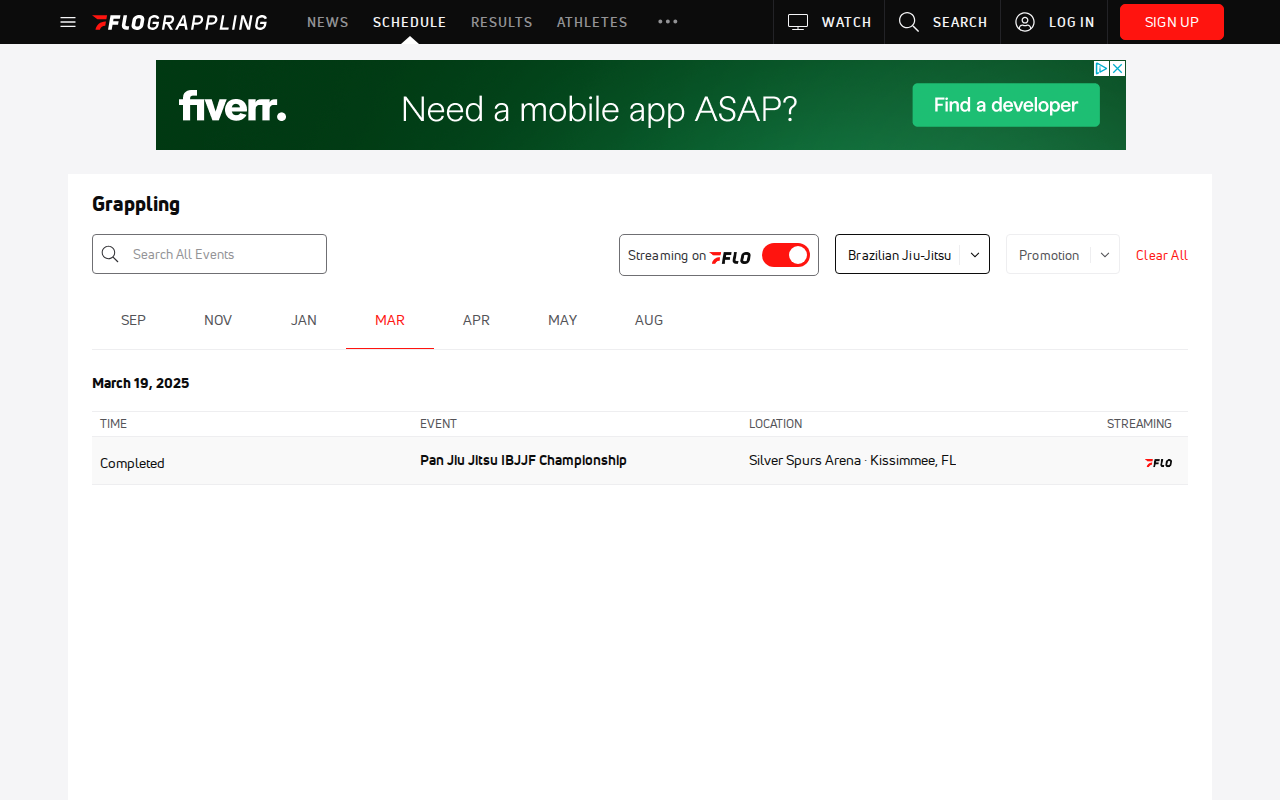 FLOGRAPPLING NEWS SCHEDULE RESULTS ATHLETES WATCH SEARCH LOG IN SIGN UP
fiverr. Need a mobile app ASAP? Find a developer
Grappling
Search All Events Streaming on FLO Brazilian Jiu-Jitsu Promotion Clear All
SEP NOV JAN MAR APR MAY AUG
March 19, 2025
TIME EVENT LOCATION STREAMING
Completed Pan Jiu Jitsu IBJJF Championship Silver Spurs Arena · Kissimmee, FL FLO